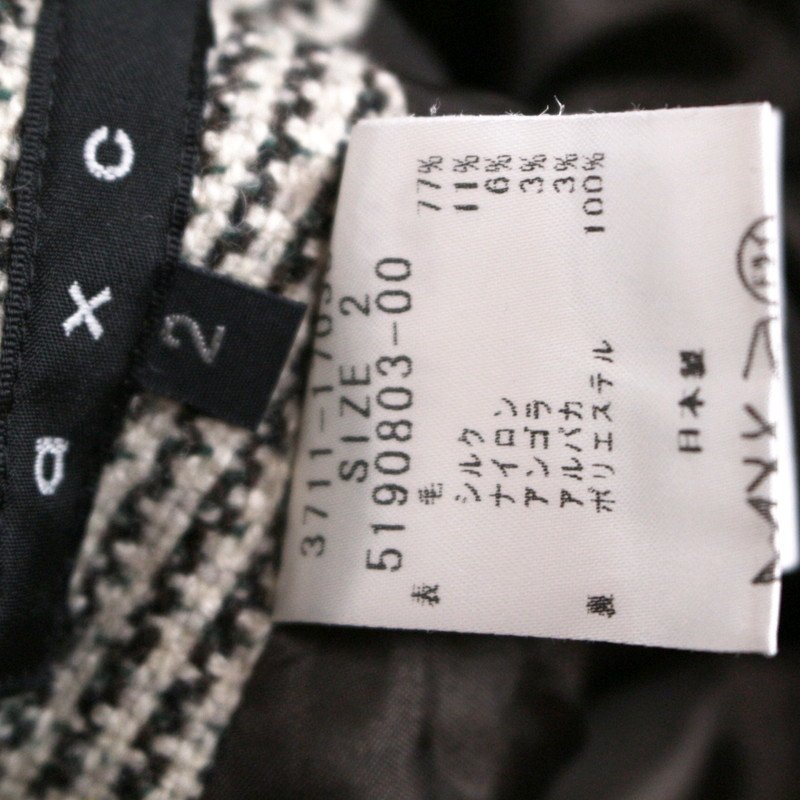 axc
2
3711-1703
SIZE 2
5190803-00
表 毛 77%
シルク 11%
ナイロン 6%
アンゴラ 3%
アルパカ 3%
裏 ポリエステル 100%
日本製